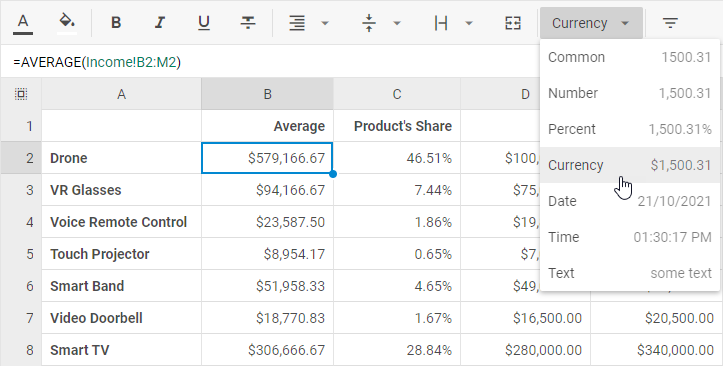 A B I U T Currency
=AVERAGE(Income!B2:M2)
Common 1500.31
Number 1,500.31
Percent 1,500.31%
Currency $1,500.31
Date 21/10/2021
Time 01:30:17 PM
Text some text
A B C D
1 Average Product's Share
2 Drone $579,166.67 46.51% $100,
3 VR Glasses $94,166.67 7.44% $75,
4 Voice Remote Control $23,587.50 1.86% $19,
5 Touch Projector $8,954.17 0.65% $7,
6 Smart Band $51,958.33 4.65% $49,
7 Video Doorbell $18,770.83 1.67% $16,500.00 $20,500.00
8 Smart TV $306,666.67 28.84% $280,000.00 $340,000.00